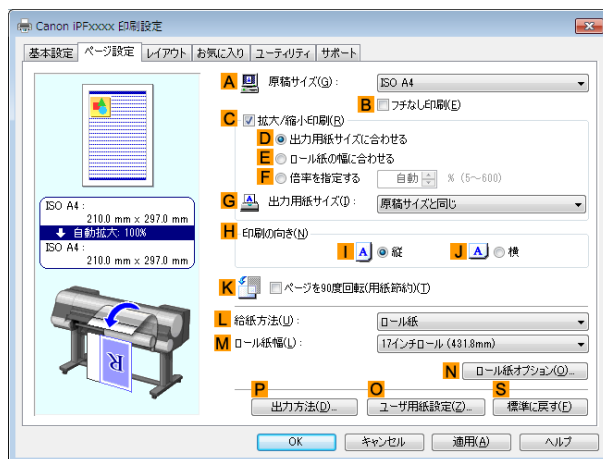 Canon iPFxxxx 印刷設定
基本設定 ページ設定 レイアウト お気に入り ユーティリティ サポート
A 原稿サイズ(G): ISO A4
B フチなし印刷(E)
C 拡大/縮小印刷(R)
D 出力用紙サイズに合わせる
E ロール紙の幅に合わせる
F 倍率を指定する 自動 % (5～600)
G 出力用紙サイズ(I): 原稿サイズと同じ
ISO A4:
210.0 mm x 297.0 mm
自動拡大: 100%
ISO A4:
210.0 mm x 297.0 mm
H 印刷の向き(N)
I A 縦 J A 横
K ページを90度回転(用紙節約)(T)
R
L 給紙方法(U): ロール紙
M ロール紙幅(L): 17インチロール (431.8mm)
N ロール紙オプション(O)...
P O S
出力方法(D)... ユーザ用紙設定(Z)... 標準に戻す(F)
OK キャンセル 適用(A) ヘルプ